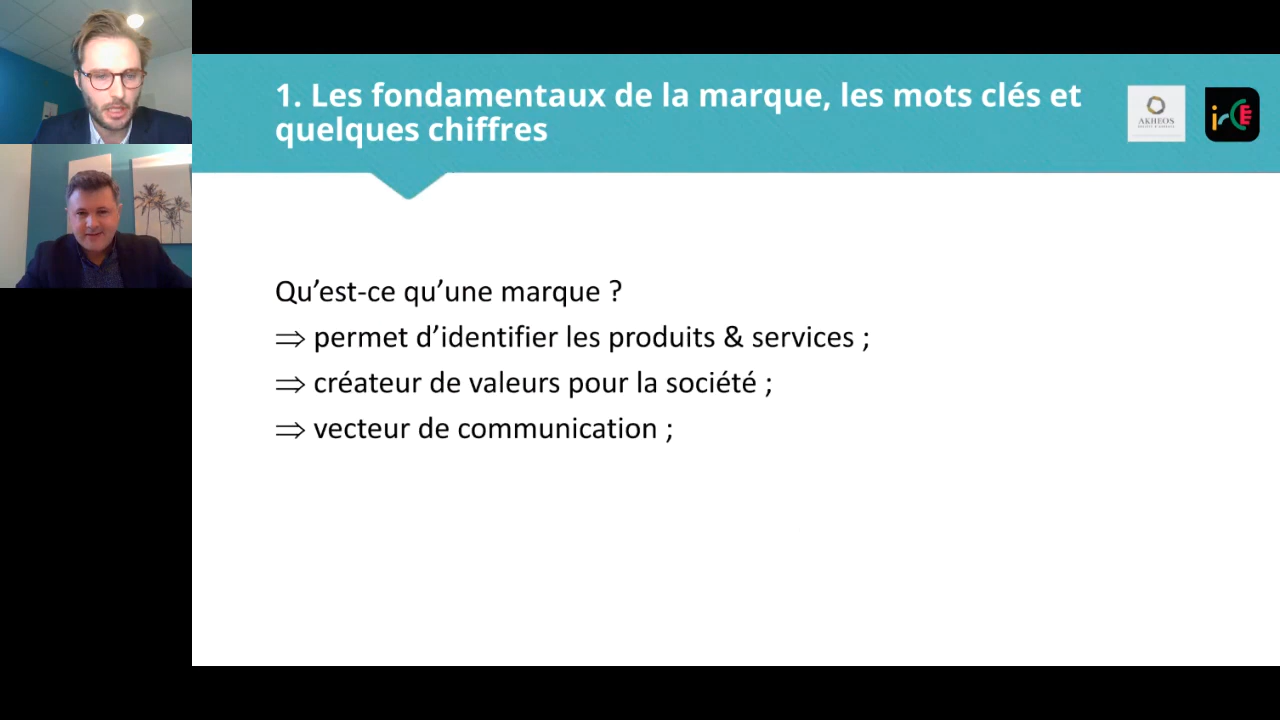 1. Les fondamentaux de la marque, les mots clés et
quelques chiffres
AKHEOS
irCE
Qu’est-ce qu’une marque ?
⇒ permet d’identifier les produits & services ;
⇒ créateur de valeurs pour la société ;
⇒ vecteur de communication ;